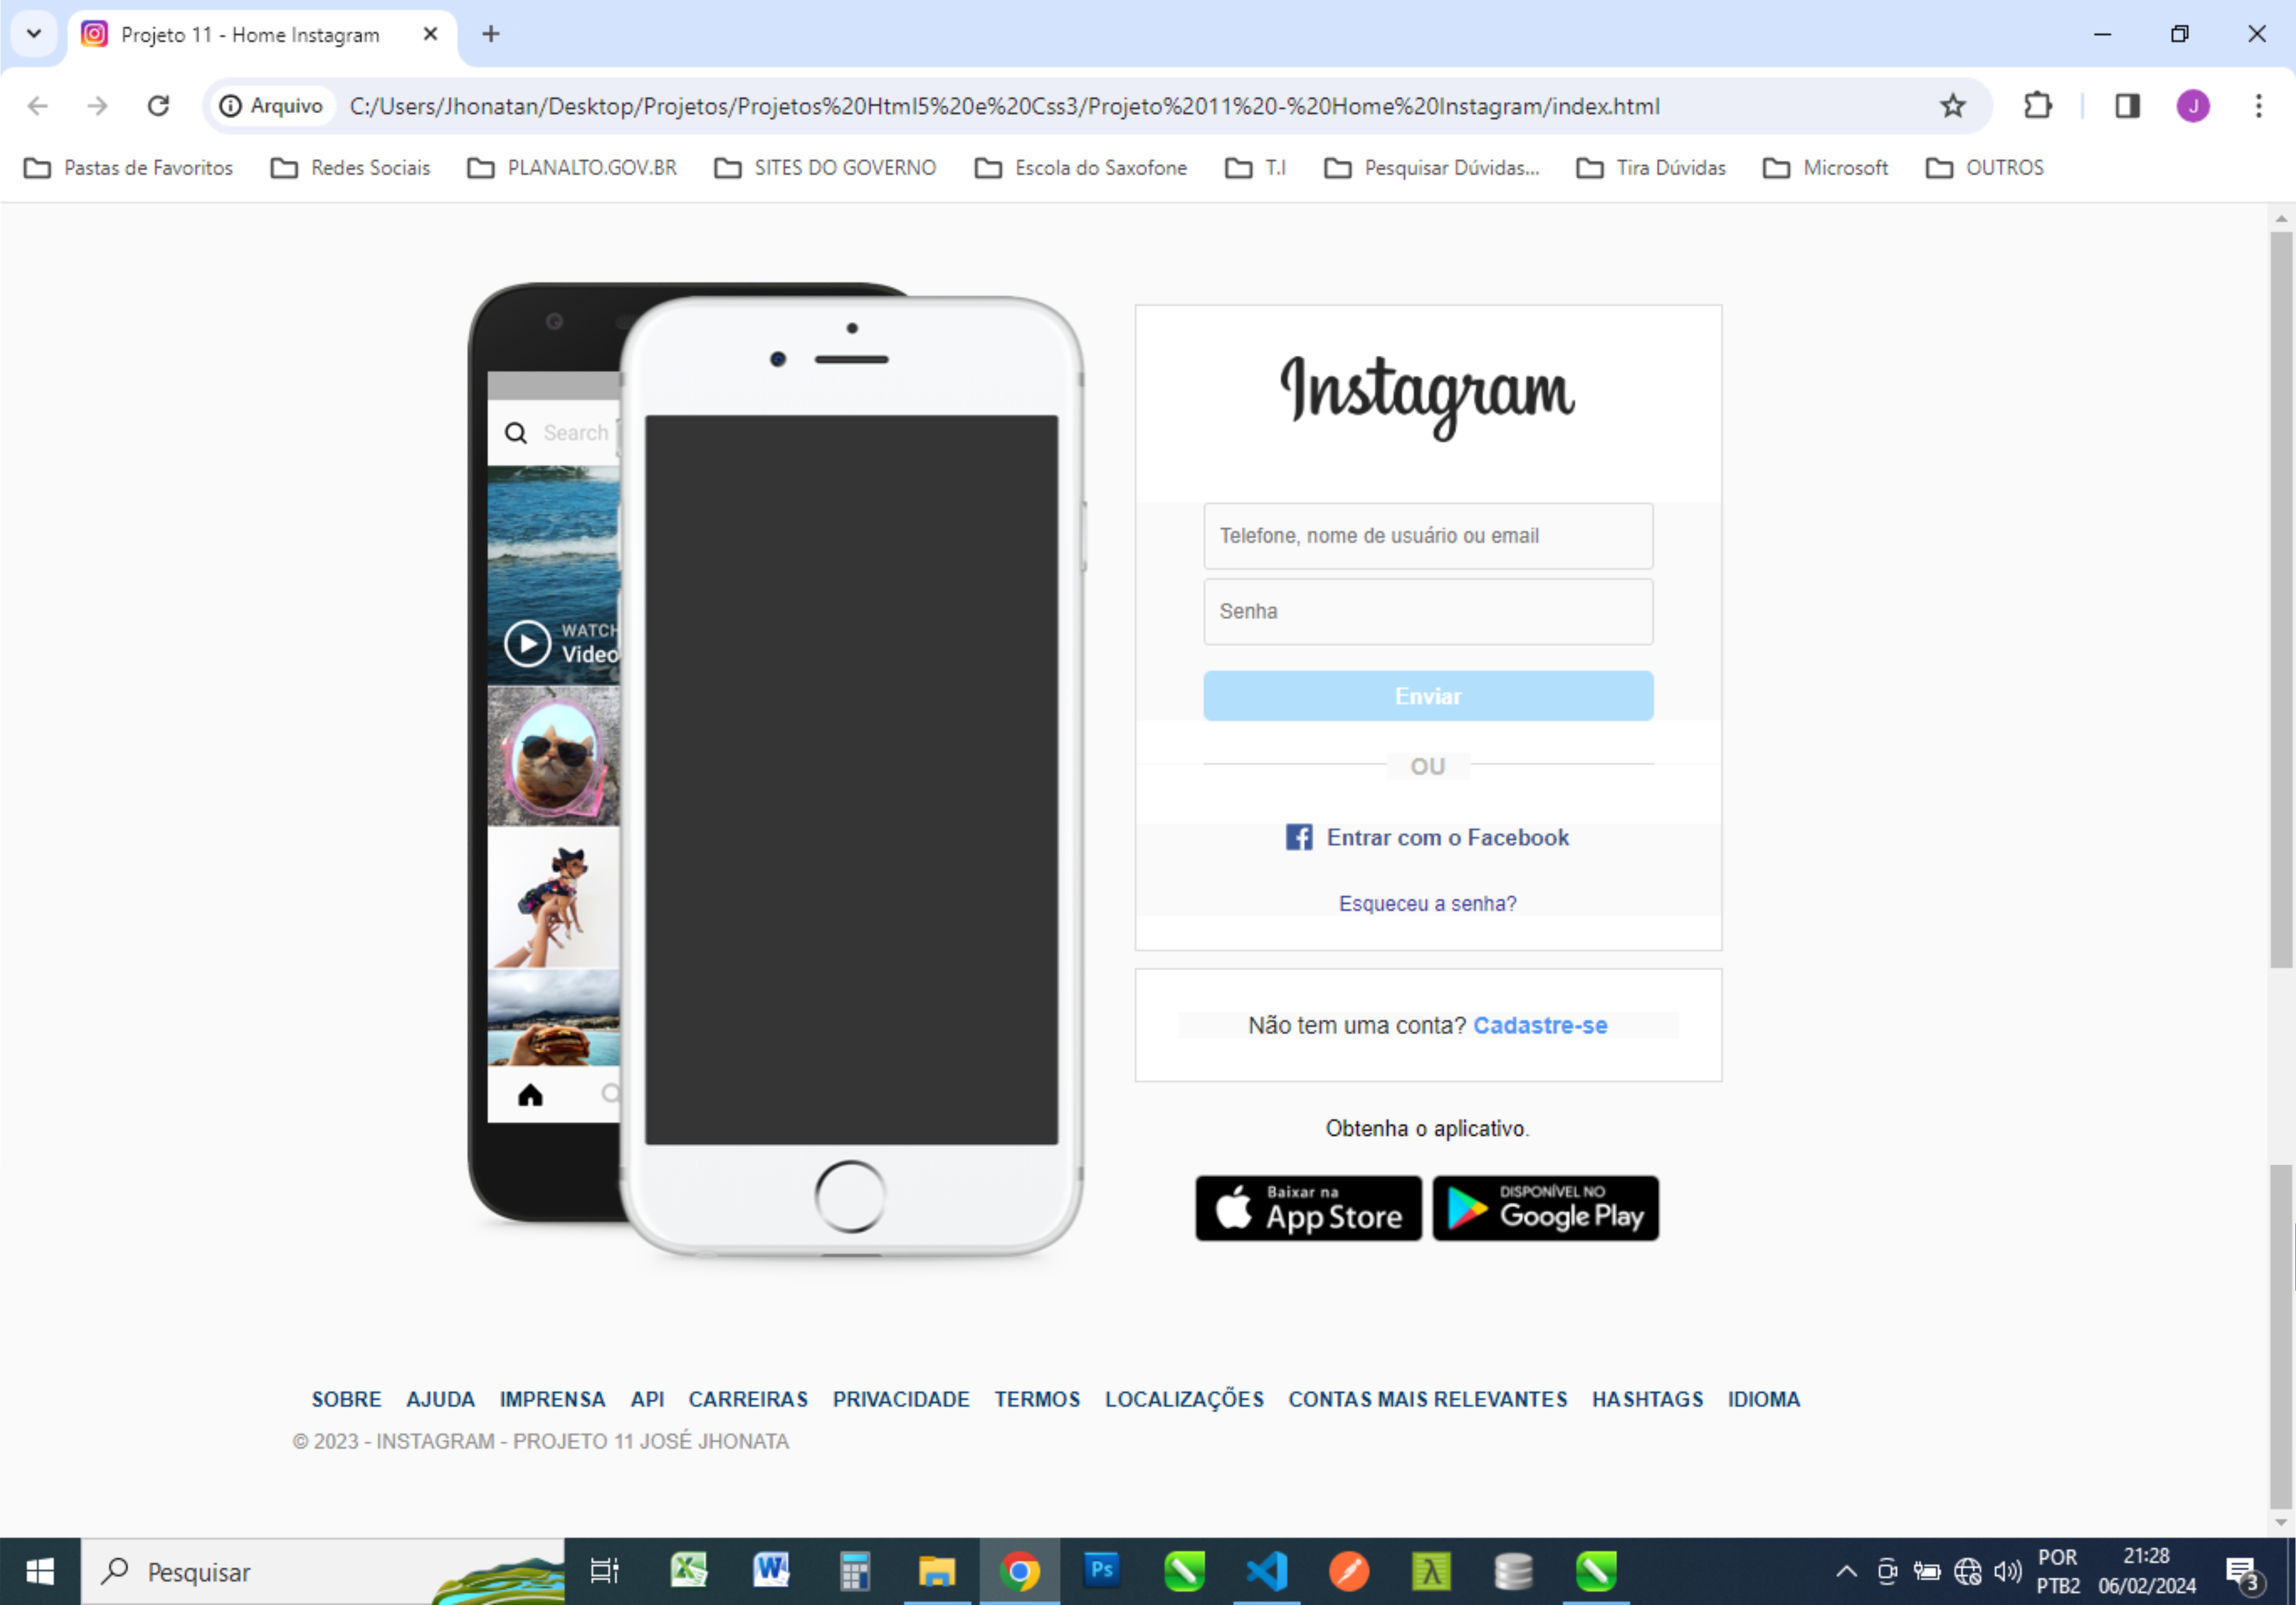 Projeto 11 - Home Instagram
Arquivo C:/Users/Jhonatan/Desktop/Projetos/Projetos%20Html5%20e%20Css3/Projeto%2011%20-%20Home%20Instagram/index.html J
Pastas de Favoritos Redes Sociais PLANALTO.GOV.BR SITES DO GOVERNO Escola do Saxofone T.I Pesquisar Dúvidas... Tira Dúvidas Microsoft OUTROS
Search
WATCH
Video
Instagram
Telefone, nome de usuário ou email
Senha
Enviar
OU
Entrar com o Facebook
Esqueceu a senha?
Não tem uma conta? Cadastre-se
Obtenha o aplicativo.
Baixar na
App Store
DISPONÍVEL NO
Google Play
SOBRE AJUDA IMPRENSA API CARREIRAS PRIVACIDADE TERMOS LOCALIZAÇÕES CONTAS MAIS RELEVANTES HASHTAGS IDIOMA
© 2023 - INSTAGRAM - PROJETO 11 JOSÉ JHONATA
Pesquisar
Ps
POR
PTB2
21:28
06/02/2024
3